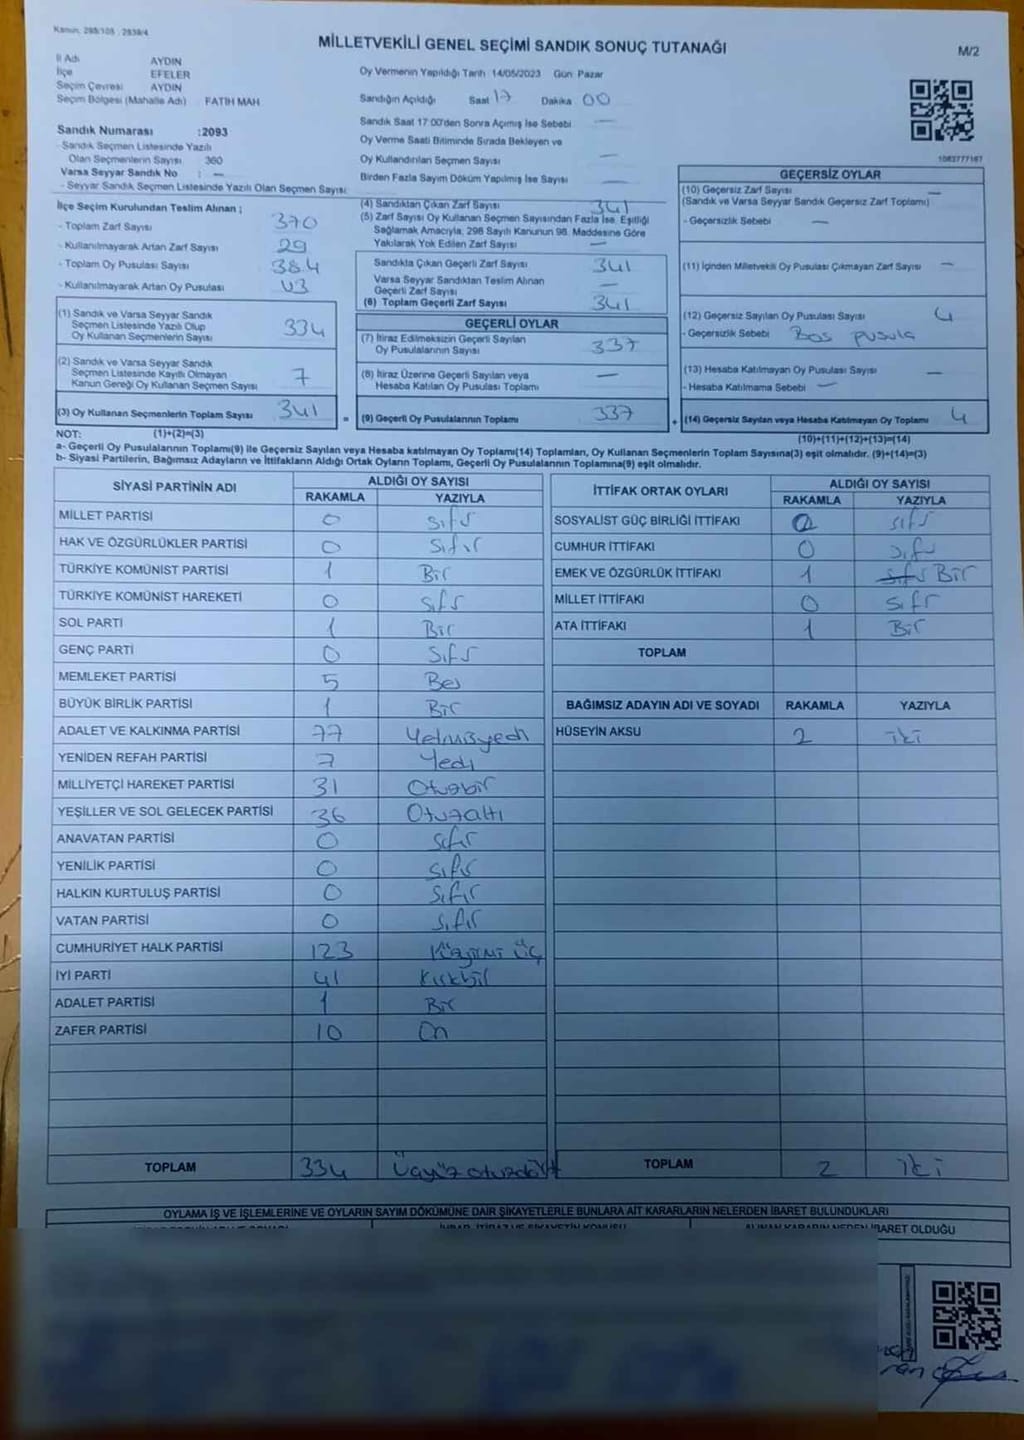 Kanun, 298/105 , 2839/4
MİLLETVEKİLİ GENEL SEÇİMİ SANDIK SONUÇ TUTANAĞI
M/2
İl Adı AYDIN
İlçe EFELER
Seçim Çevresi AYDIN
Seçim Bölgesi (Mahalle Adı) FATİH MAH
Oy Vermenin Yapıldığı Tarih 14/05/2023 Gün Pazar
Sandığın Açıldığı Saat 17 Dakika 00
Sandık Saat 17:00'den Sonra Açımış İse Sebebi —
Oy Verme Saati Bitiminde Sırada Bekleyen ve
Oy Kullandırılan Seçmen Sayısı —
Birden Fazla Sayım Döküm Yapılmış İse Sayısı —
Sandık Numarası :2093
- Sandık Seçmen Listesinde Yazılı
Olan Seçmenlerin Sayısı 360
Varsa Seyyar Sandık No : —
- Seyyar Sandık Seçmen Listesinde Yazılı Olan Seçmen Sayısı:
1083777167
İlçe Seçim Kurulundan Teslim Alınan ;
- Toplam Zarf Sayısı 370
- Kullanılmayarak Artan Zarf Sayısı 29
- Toplam Oy Pusulası Sayısı 384
- Kullanılmayarak Artan Oy Pusulası 43
(1) Sandık ve Varsa Seyyar Sandık
Seçmen Listesinde Yazılı Olup
Oy Kullanan Seçmenlerin Sayısı 334
(2) Sandık ve Varsa Seyyar Sandık
Seçmen Listesinde Kayıtlı Olmayan
Kanun Gereği Oy Kullanan Seçmen Sayısı 7
(3) Oy Kullanan Seçmenlerin Toplam Sayısı 341
(1)+(2)=(3)
(4) Sandıktan Çıkan Zarf Sayısı 341
(5) Zarf Sayısı Oy Kullanan Seçmen Sayısından Fazla İse, Eşitliği
Sağlamak Amacıyla, 298 Sayılı Kanunun 98. Maddesine Göre
Yakılarak Yok Edilen Zarf Sayısı —
Sandıkta Çıkan Geçerli Zarf Sayısı 341
Varsa Seyyar Sandıktan Teslim Alınan
Geçerli Zarf Sayısı —
(6) Toplam Geçerli Zarf Sayısı 341
GEÇERLİ OYLAR
(7) İtiraz Edilmeksizin Geçerli Sayılan
Oy Pusulalarının Sayısı 337
(8) İtiraz Üzerine Geçerli Sayılan veya
Hesaba Katılan Oy Pusulası Toplamı —
= (9) Geçerli Oy Pusulalarının Toplamı 337
GEÇERSİZ OYLAR
(10) Geçersiz Zarf Sayısı —
(Sandık ve Varsa Seyyar Sandık Geçersiz Zarf Toplamı)
- Geçersizlik Sebebi —
(11) İçinden Milletvekili Oy Pusulası Çıkmayan Zarf Sayısı —
(12) Geçersiz Sayılan Oy Pusulası Sayısı 4
- Geçersizlik Sebebi Boş pusula
(13) Hesaba Katılmayan Oy Pusulası Sayısı —
- Hesaba Katılmama Sebebi —
+ (14) Geçersiz Sayılan veya Hesaba Katılmayan Oy Toplamı 4
(10)+(11)+(12)+(13)=(14)
NOT:
a- Geçerli Oy Pusulalarının Toplamı(9) ile Geçersiz Sayılan veya Hesaba katılmayan Oy Toplamı(14) Toplamları, Oy Kullanan Seçmenlerin Toplam Sayısına(3) eşit olmalıdır. (9)+(14)=(3)
b- Siyasi Partilerin, Bağımsız Adayların ve İttifakların Aldığı Ortak Oyların Toplamı, Geçerli Oy Pusulalarının Toplamına(9) eşit olmalıdır.
SİYASİ PARTİNİN ADI ALDIĞI OY SAYISI
RAKAMLA YAZIYLA
MİLLET PARTİSİ 0 sıfır
HAK VE ÖZGÜRLÜKLER PARTİSİ 0 Sıfır
TÜRKİYE KOMÜNİST PARTİSİ 1 Bir
TÜRKİYE KOMÜNİST HAREKETİ 0 Sıfır
SOL PARTİ 1 Bir
GENÇ PARTİ 0 Sıfır
MEMLEKET PARTİSİ 5 Beş
BÜYÜK BİRLİK PARTİSİ 1 Bir
ADALET VE KALKINMA PARTİSİ 77 Yetmişyedi
YENİDEN REFAH PARTİSİ 7 Yedi
MİLLİYETÇİ HAREKET PARTİSİ 31 Otuzbir
YEŞİLLER VE SOL GELECEK PARTİSİ 36 Otuzaltı
ANAVATAN PARTİSİ 0 sıfır
YENİLİK PARTİSİ 0 sıfır
HALKIN KURTULUŞ PARTİSİ 0 sıfır
VATAN PARTİSİ 0 sıfır
CUMHURİYET HALK PARTİSİ 123 Yüzyirmi üç
İYİ PARTİ 41 Kırkbir
ADALET PARTİSİ 1 Bir
ZAFER PARTİSİ 10 On
TOPLAM 334 Üçyüz otuzdört
İTTİFAK ORTAK OYLARI ALDIĞI OY SAYISI
RAKAMLA YAZIYLA
SOSYALİST GÜÇ BİRLİĞİ İTTİFAKI 0 sıfır
CUMHUR İTTİFAKI 0 sıfır
EMEK VE ÖZGÜRLÜK İTTİFAKI 1 Bir
MİLLET İTTİFAKI 0 sıfır
ATA İTTİFAKI 1 Bir
TOPLAM
BAĞIMSIZ ADAYIN ADI VE SOYADI RAKAMLA YAZIYLA
HÜSEYİN AKSU 2 iki
TOPLAM 2 iki
OYLAMA İŞ VE İŞLEMLERİNE VE OYLARIN SAYIM DÖKÜMÜNE DAİR ŞİKAYETLERLE BUNLARA AİT KARARLARIN NELERDEN İBARET BULUNDUKLARI
İHBAR, İTİRAZ VE ŞİKAYETİN KONUSU ALINAN KARARIN NEDEN İBARET OLDUĞU